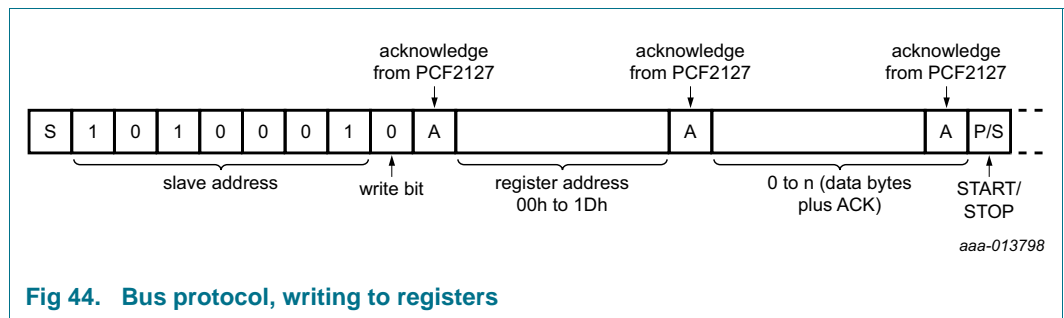 acknowledge
from PCF2127
acknowledge
from PCF2127
acknowledge
from PCF2127
S 1 0 1 0 0 0 1 0 A A A P/S
slave address
write bit
register address
00h to 1Dh
0 to n (data bytes
plus ACK)
START/
STOP
aaa-013798
Fig 44. Bus protocol, writing to registers